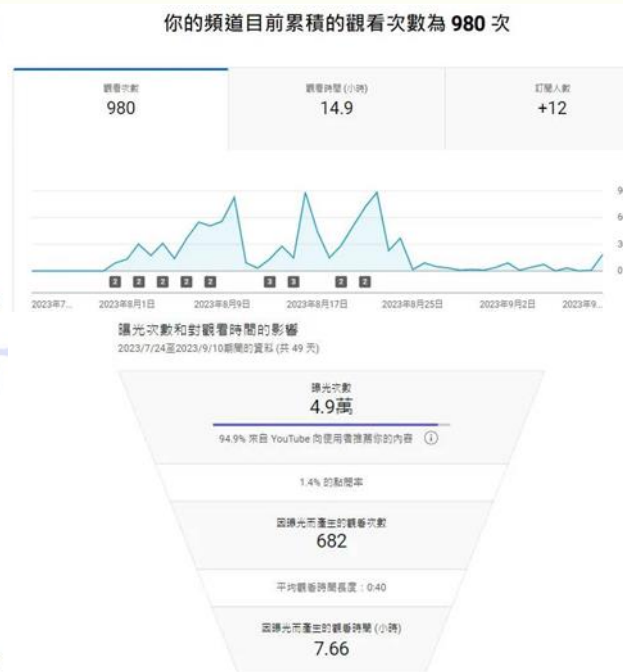 你的頻道目前累積的觀看次數為 980 次
觀看次數
觀看時間 (小時)
訂閱人數
980
14.9
+12
9
6
3
0
2 2 2 2 2 3 3 2 2
2023年7... 2023年8月1日 2023年8月9日 2023年8月17日 2023年8月25日 2023年9月2日 2023年9...
曝光次數和對觀看時間的影響
2023/7/24至2023/9/10期間的資料 (共 49 天)
曝光次數
4.9萬
94.9% 來自 YouTube 向使用者推薦你的內容
1.4% 的點閱率
因曝光而產生的觀看次數
682
平均觀看時間長度：0:40
因曝光而產生的觀看時間 (小時)
7.66